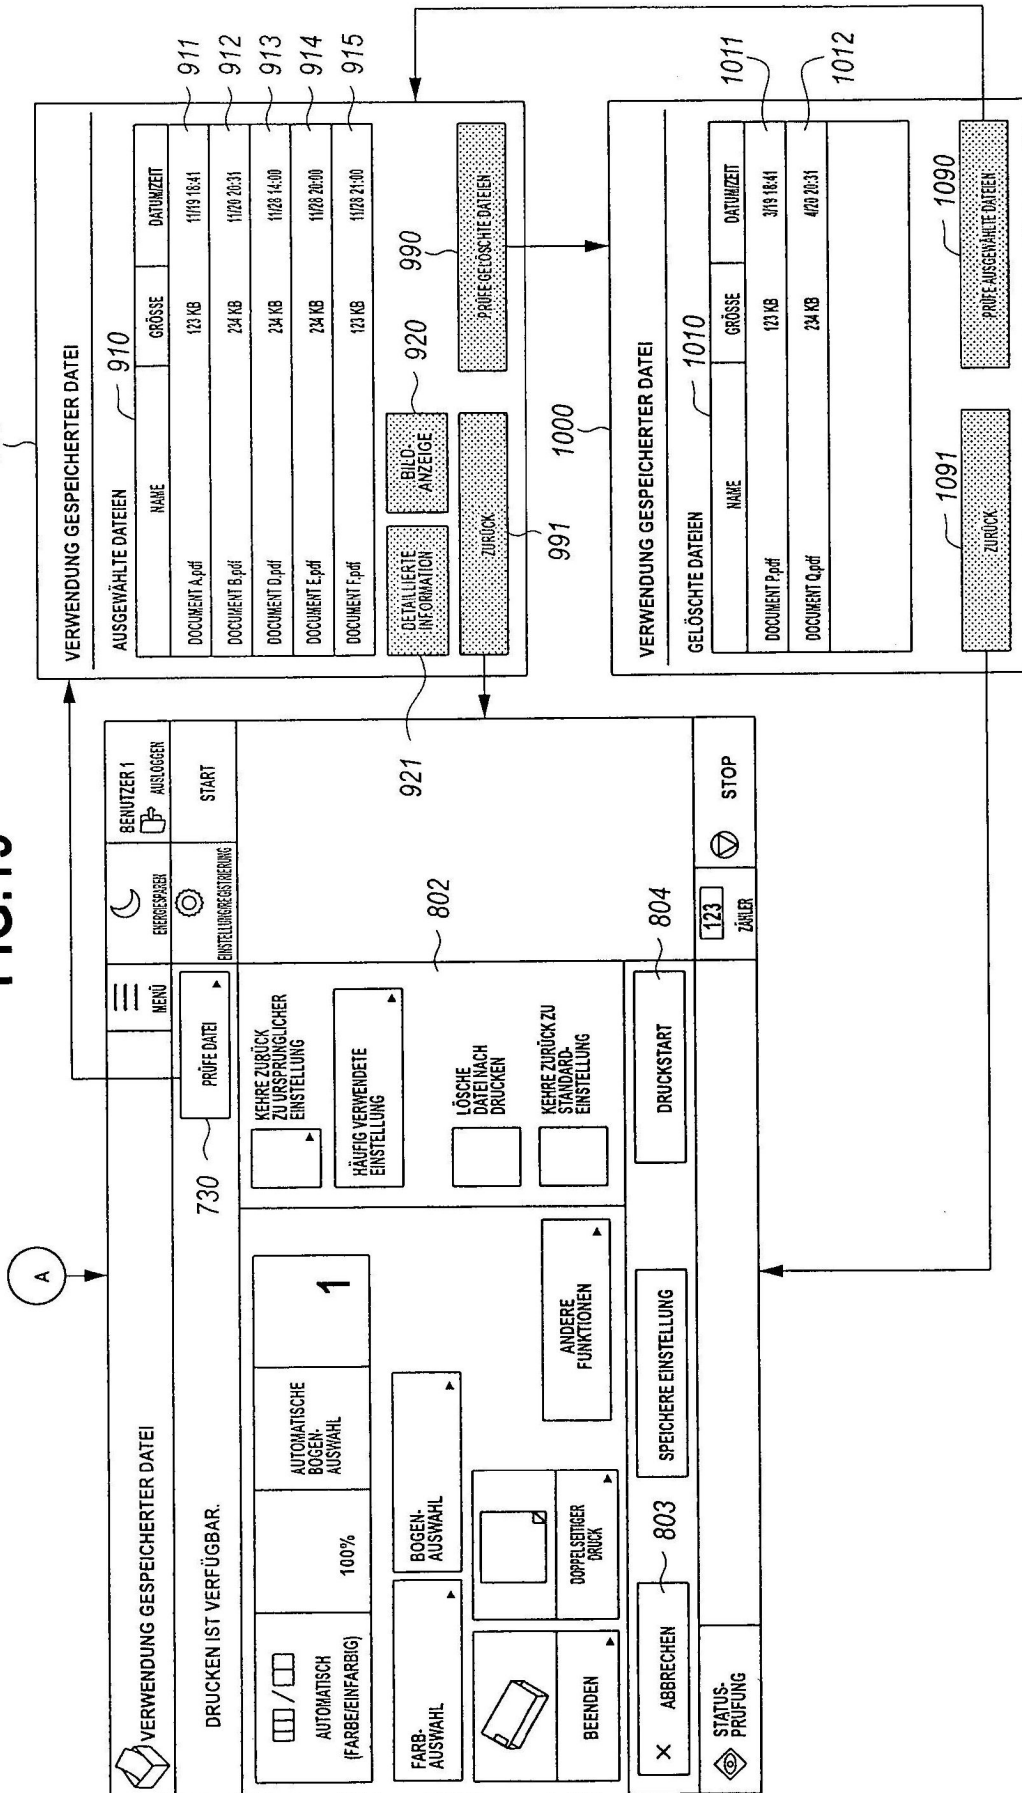 A
VERWENDUNG GESPEICHERTER DATEI
MENÜ
ENERGIESPAREN
BENUTZER 1
AUSLOGGEN
DRUCKEN IST VERFÜGBAR.
730
PRÜFE DATEI
EINSTELLUNG/REGISTRIERUNG
START
AUTOMATISCH
(FARBE/EINFARBIG)
100%
AUTOMATISCHE
BOGEN-
AUSWAHL
1
FARB-
AUSWAHL
BOGEN-
AUSWAHL
BEENDEN
DOPPELSEITIGER
DRUCK
ANDERE
FUNKTIONEN
KEHRE ZURÜCK
ZU URSPRÜNGLICHER
EINSTELLUNG
HÄUFIG VERWENDETE
EINSTELLUNG
LÖSCHE
DATEI NACH
DRUCKEN
KEHRE ZURÜCK ZU
STANDARD-
EINSTELLUNG
802
× ABBRECHEN
803
SPEICHERE EINSTELLUNG
DRUCKSTART
804
STATUS-
PRÜFUNG
123
ZÄHLER
STOP
VERWENDUNG GESPEICHERTER DATEI
AUSGEWÄHLTE DATEIEN
910
NAME GRÖSSE DATUM/ZEIT
DOCUMENT A.pdf 123 KB 11/19 18:41 911
DOCUMENT B.pdf 234 KB 11/20 20:31 912
DOCUMENT D.pdf 234 KB 11/28 14:00 913
DOCUMENT E.pdf 234 KB 11/28 20:00 914
DOCUMENT F.pdf 123 KB 11/28 21:00 915
DETAILLIERTE
INFORMATION
921
BILD-
ANZEIGE
920
ZURÜCK
991
PRÜFE GELÖSCHTE DATEIEN
990
1000
VERWENDUNG GESPEICHERTER DATEI
GELÖSCHTE DATEIEN
1010
NAME GRÖSSE DATUM/ZEIT
DOCUMENT P.pdf 123 KB 3/19 18:41 1011
DOCUMENT Q.pdf 234 KB 4/20 20:31 1012
ZURÜCK
1091
PRÜFE AUSGEWÄHLTE DATEIEN
1090